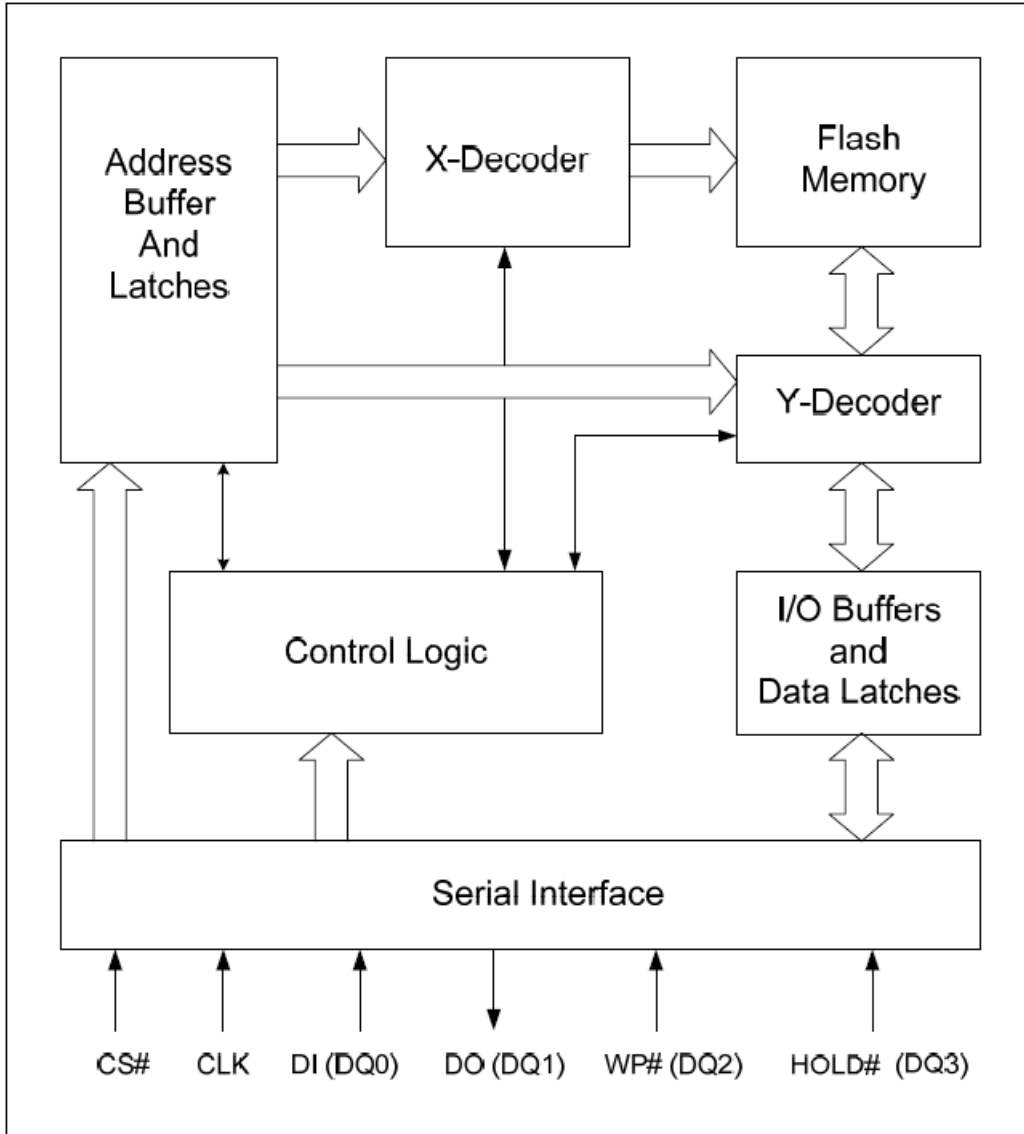 Address
Buffer
And
Latches
X-Decoder
Flash
Memory
Y-Decoder
Control Logic
I/O Buffers
and
Data Latches
Serial Interface
CS# CLK DI (DQ0) DO (DQ1) WP# (DQ2) HOLD# (DQ3)